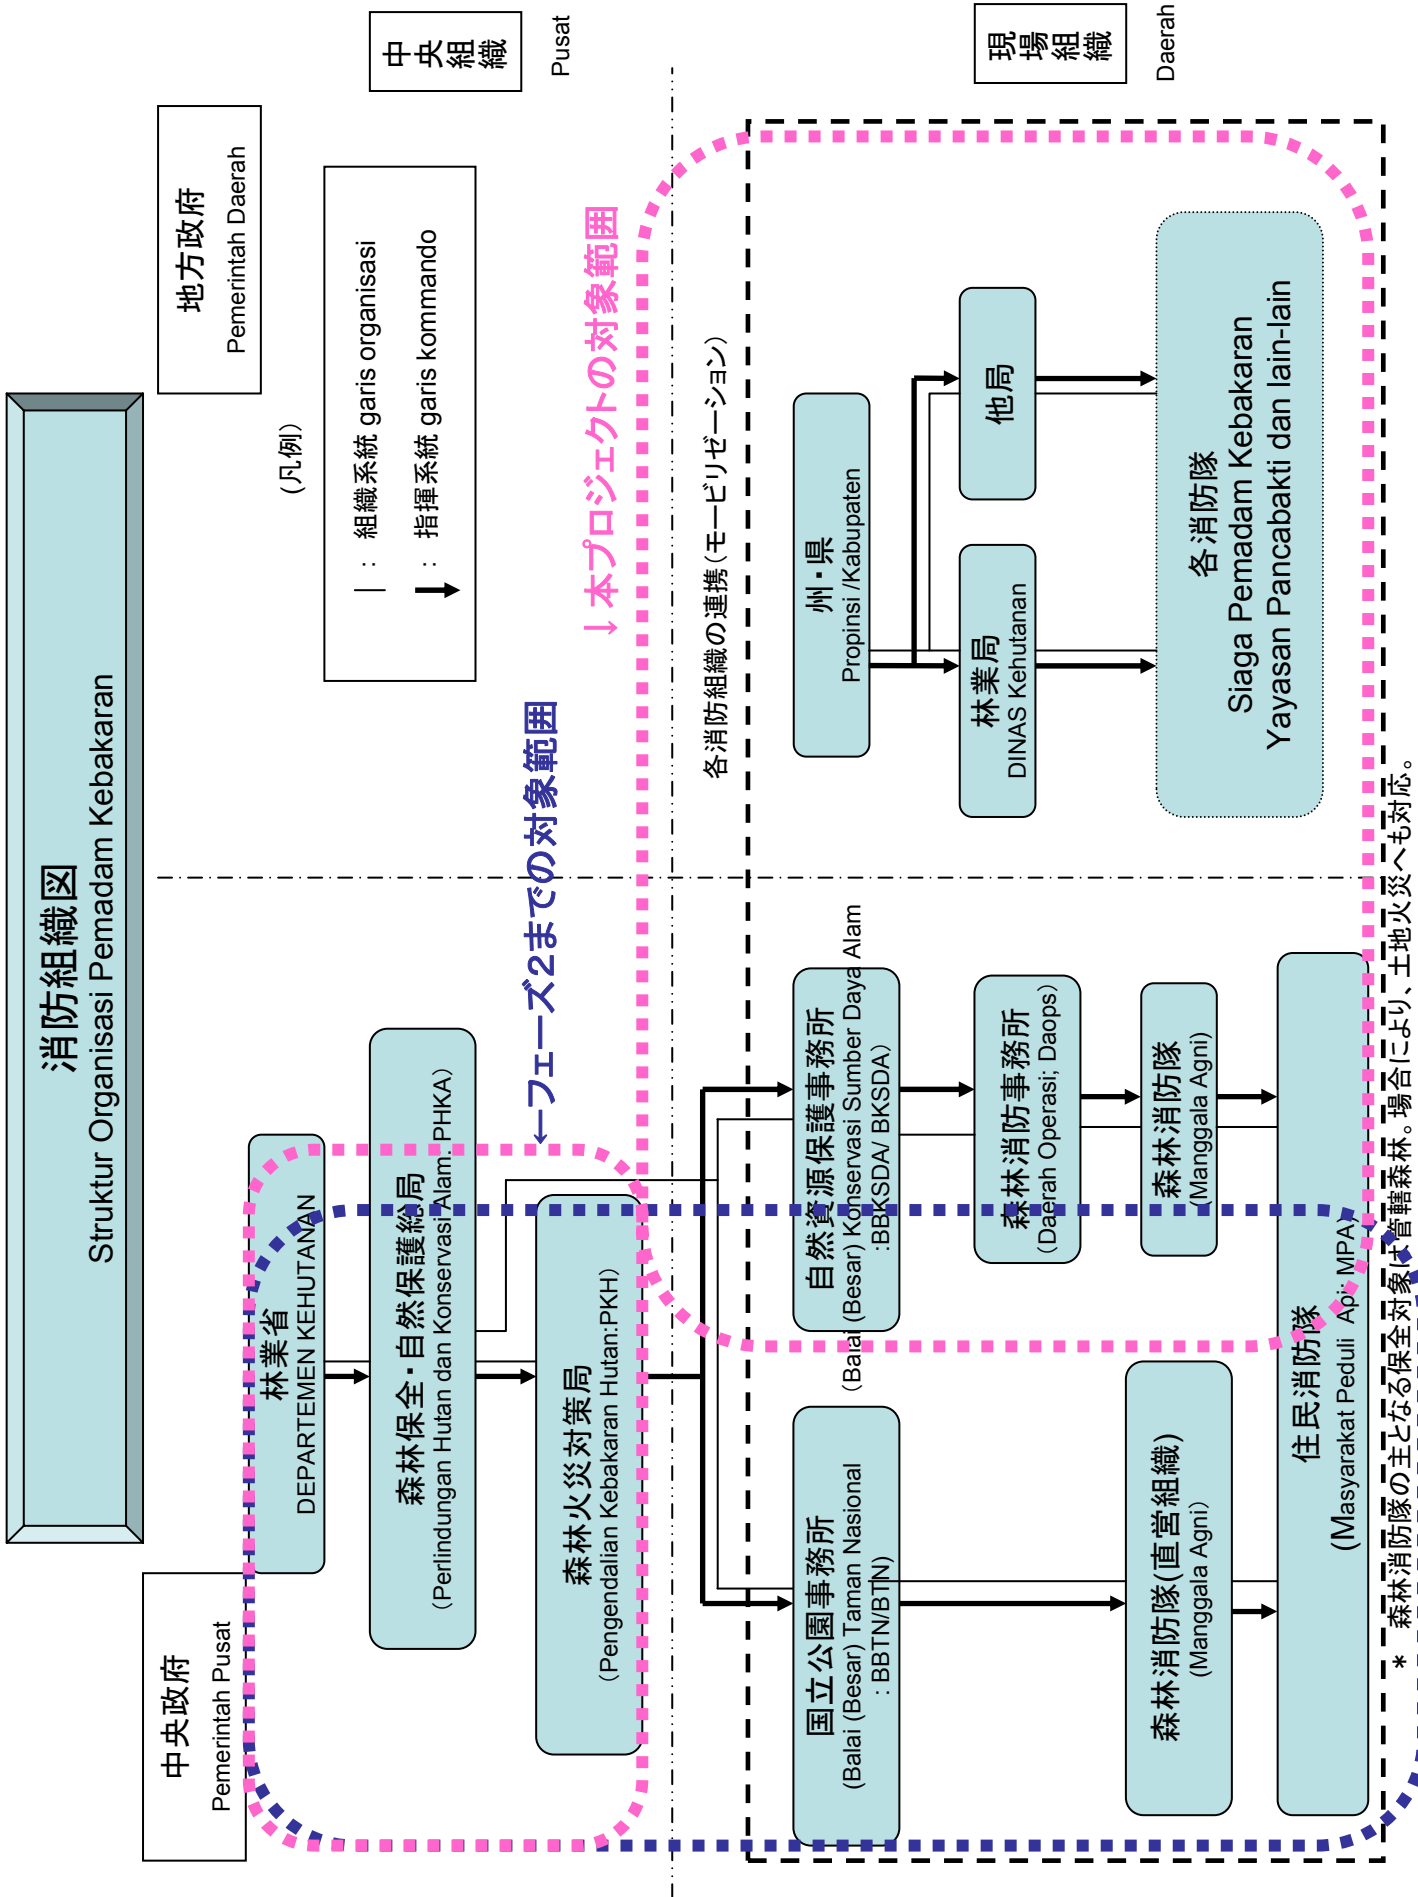 消防組織図
Struktur Organisasi Pemadam Kebakaran
中央政府
Pemerintah Pusat
地方政府
Pemerintah Daerah
中央組織
Pusat
現場組織
Daerah
(凡例)
｜ ： 組織系統 garis organisasi
： 指揮系統 garis kommando
林業省
DEPARTEMEN KEHUTANAN
森林保全・自然保護総局
（Perlindungan Hutan dan Konservasi Alam: PHKA)
森林火災対策局
（Pengendalian Kebakaran Hutan:PKH）
←フェーズ2までの対象範囲
↓本プロジェクトの対象範囲
各消防組織の連携（モービリゼーション）
国立公園事務所
(Balai (Besar) Taman Nasional
: BBTN/BTN)
自然資源保護事務所
（Barai (Besar) Konservasi Sumber Daya Alam
:BBKSDA/ BKSDA)
州・県
Propinsi /Kabupaten
森林消防事務所
（Daerah Operasi; Daops）
林業局
DINAS Kehutanan
他局
森林消防隊(直営組織)
(Manggala Agni）
森林消防隊
(Manggala Agni)
各消防隊
Siaga Pemadam Kebakaran
Yayasan Pancabakti dan lain-lain
住民消防隊
(Masyarakat Peduli Api: MPA)
＊ 森林消防隊の主となる保全対象は管轄森林。場合により、土地火災へも対応。